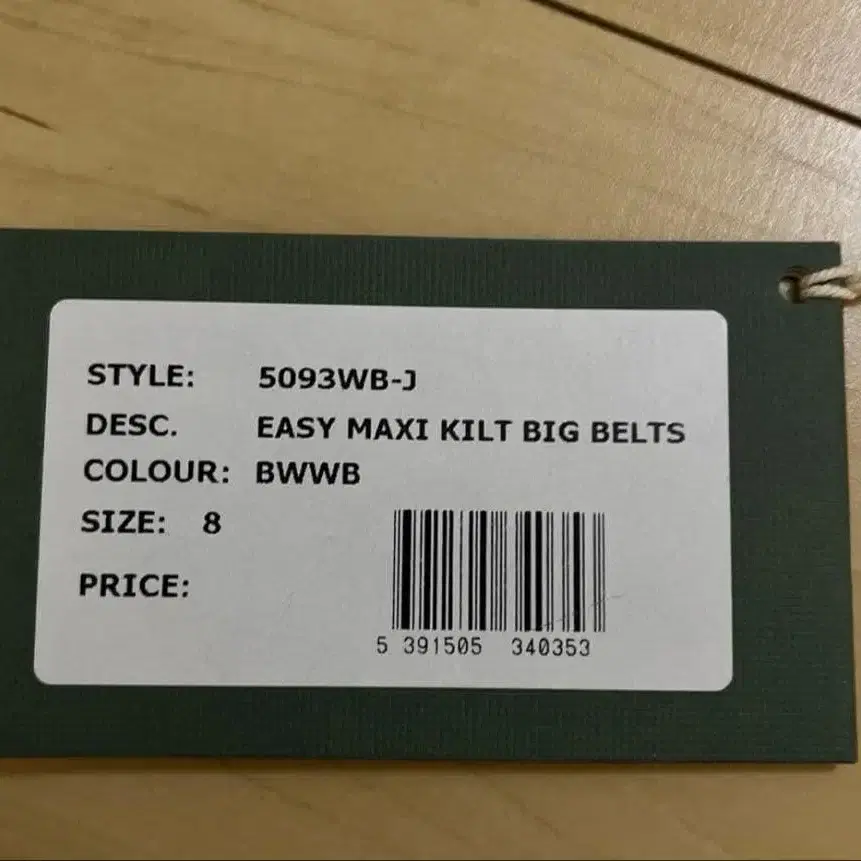 STYLE: 5093WB-J
DESC. EASY MAXI KILT BIG BELTS
COLOUR: BWWB
SIZE: 8
PRICE:
5 391505 340353